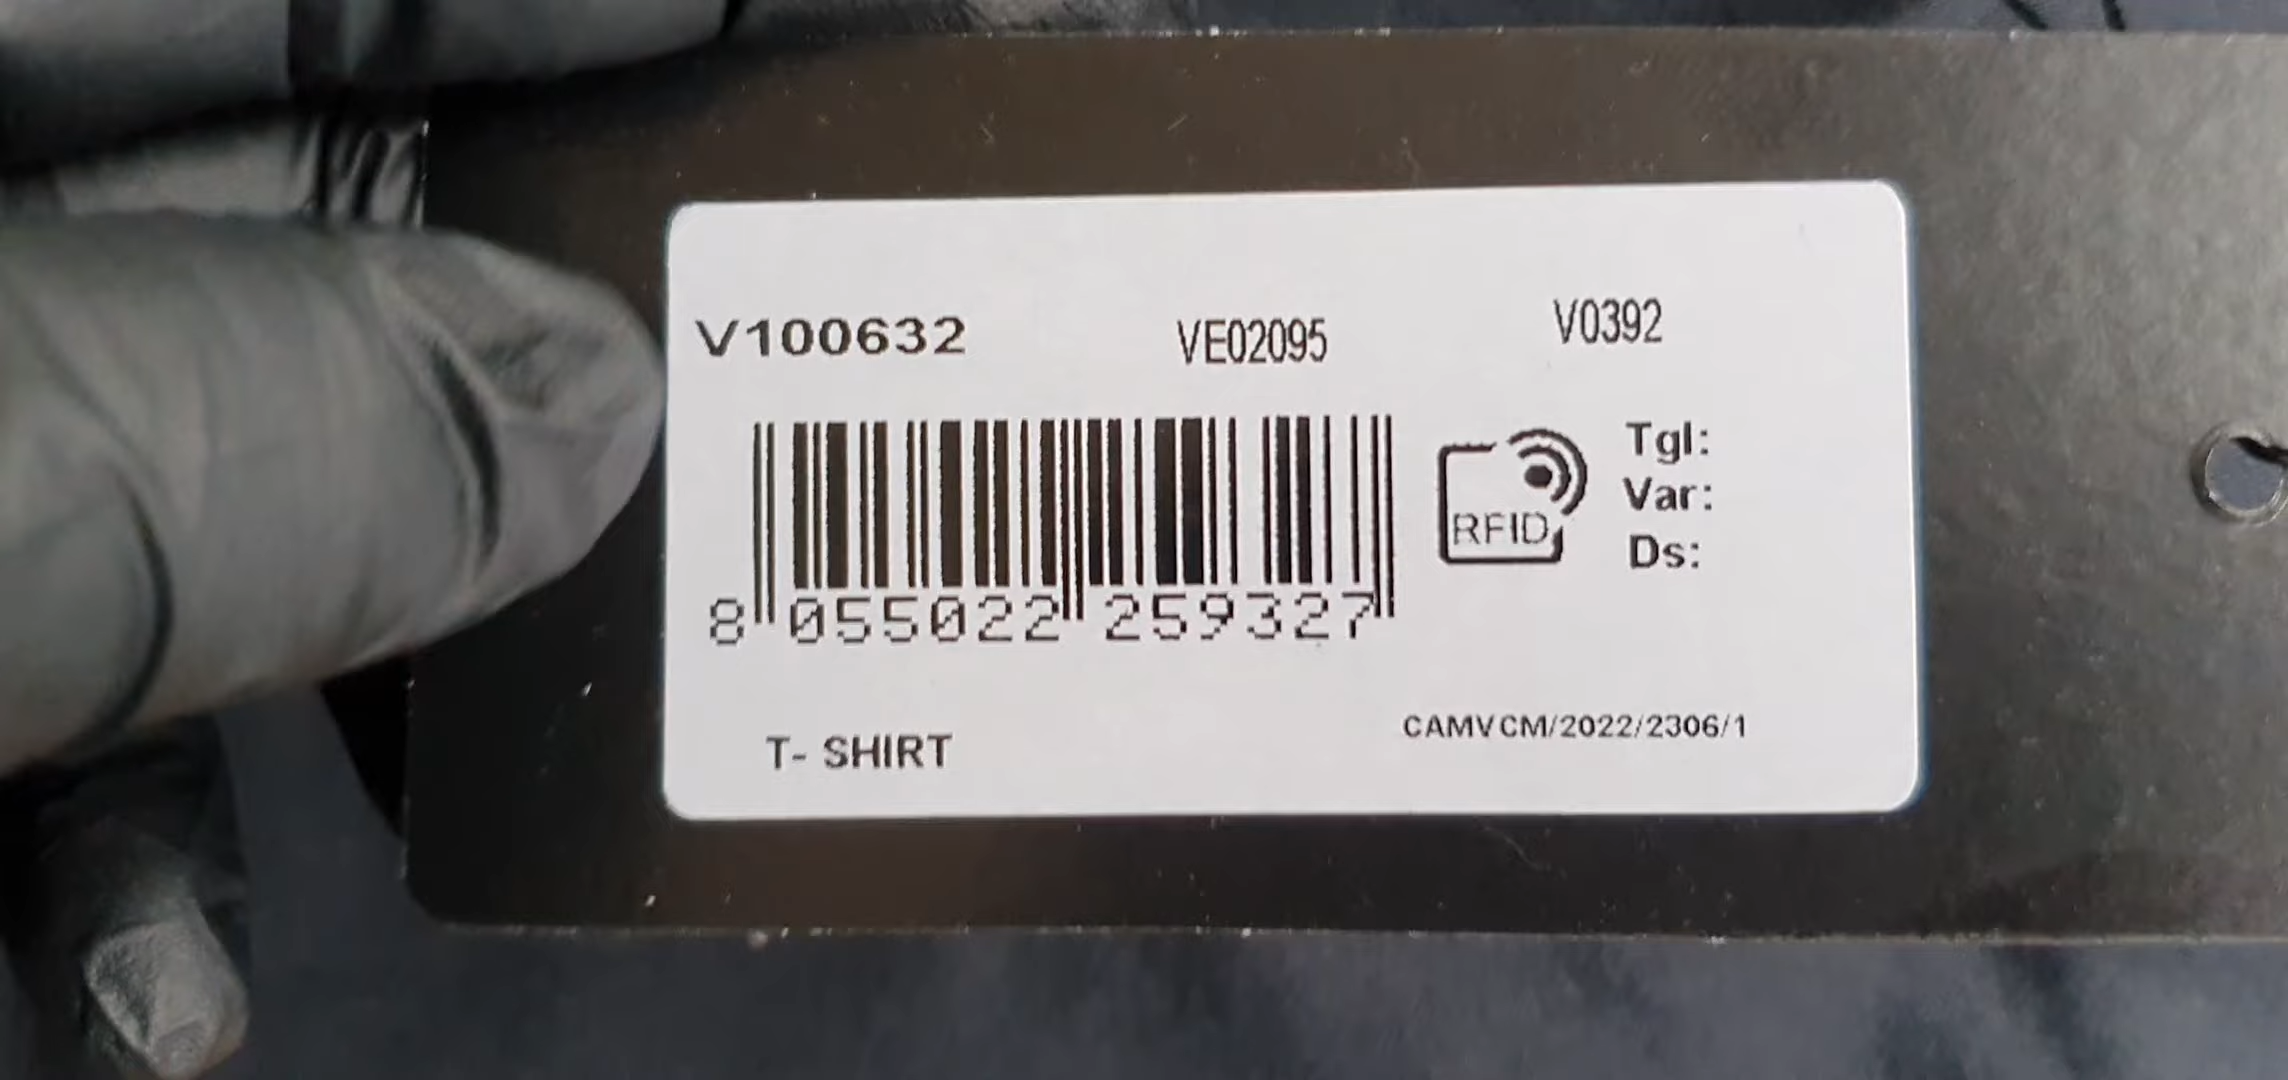 V100632 VE02095 V0392
Tgl:
Var:
RFID
Ds:
8 055022 259327
T- SHIRT
CAMVCM/2022/2306/1